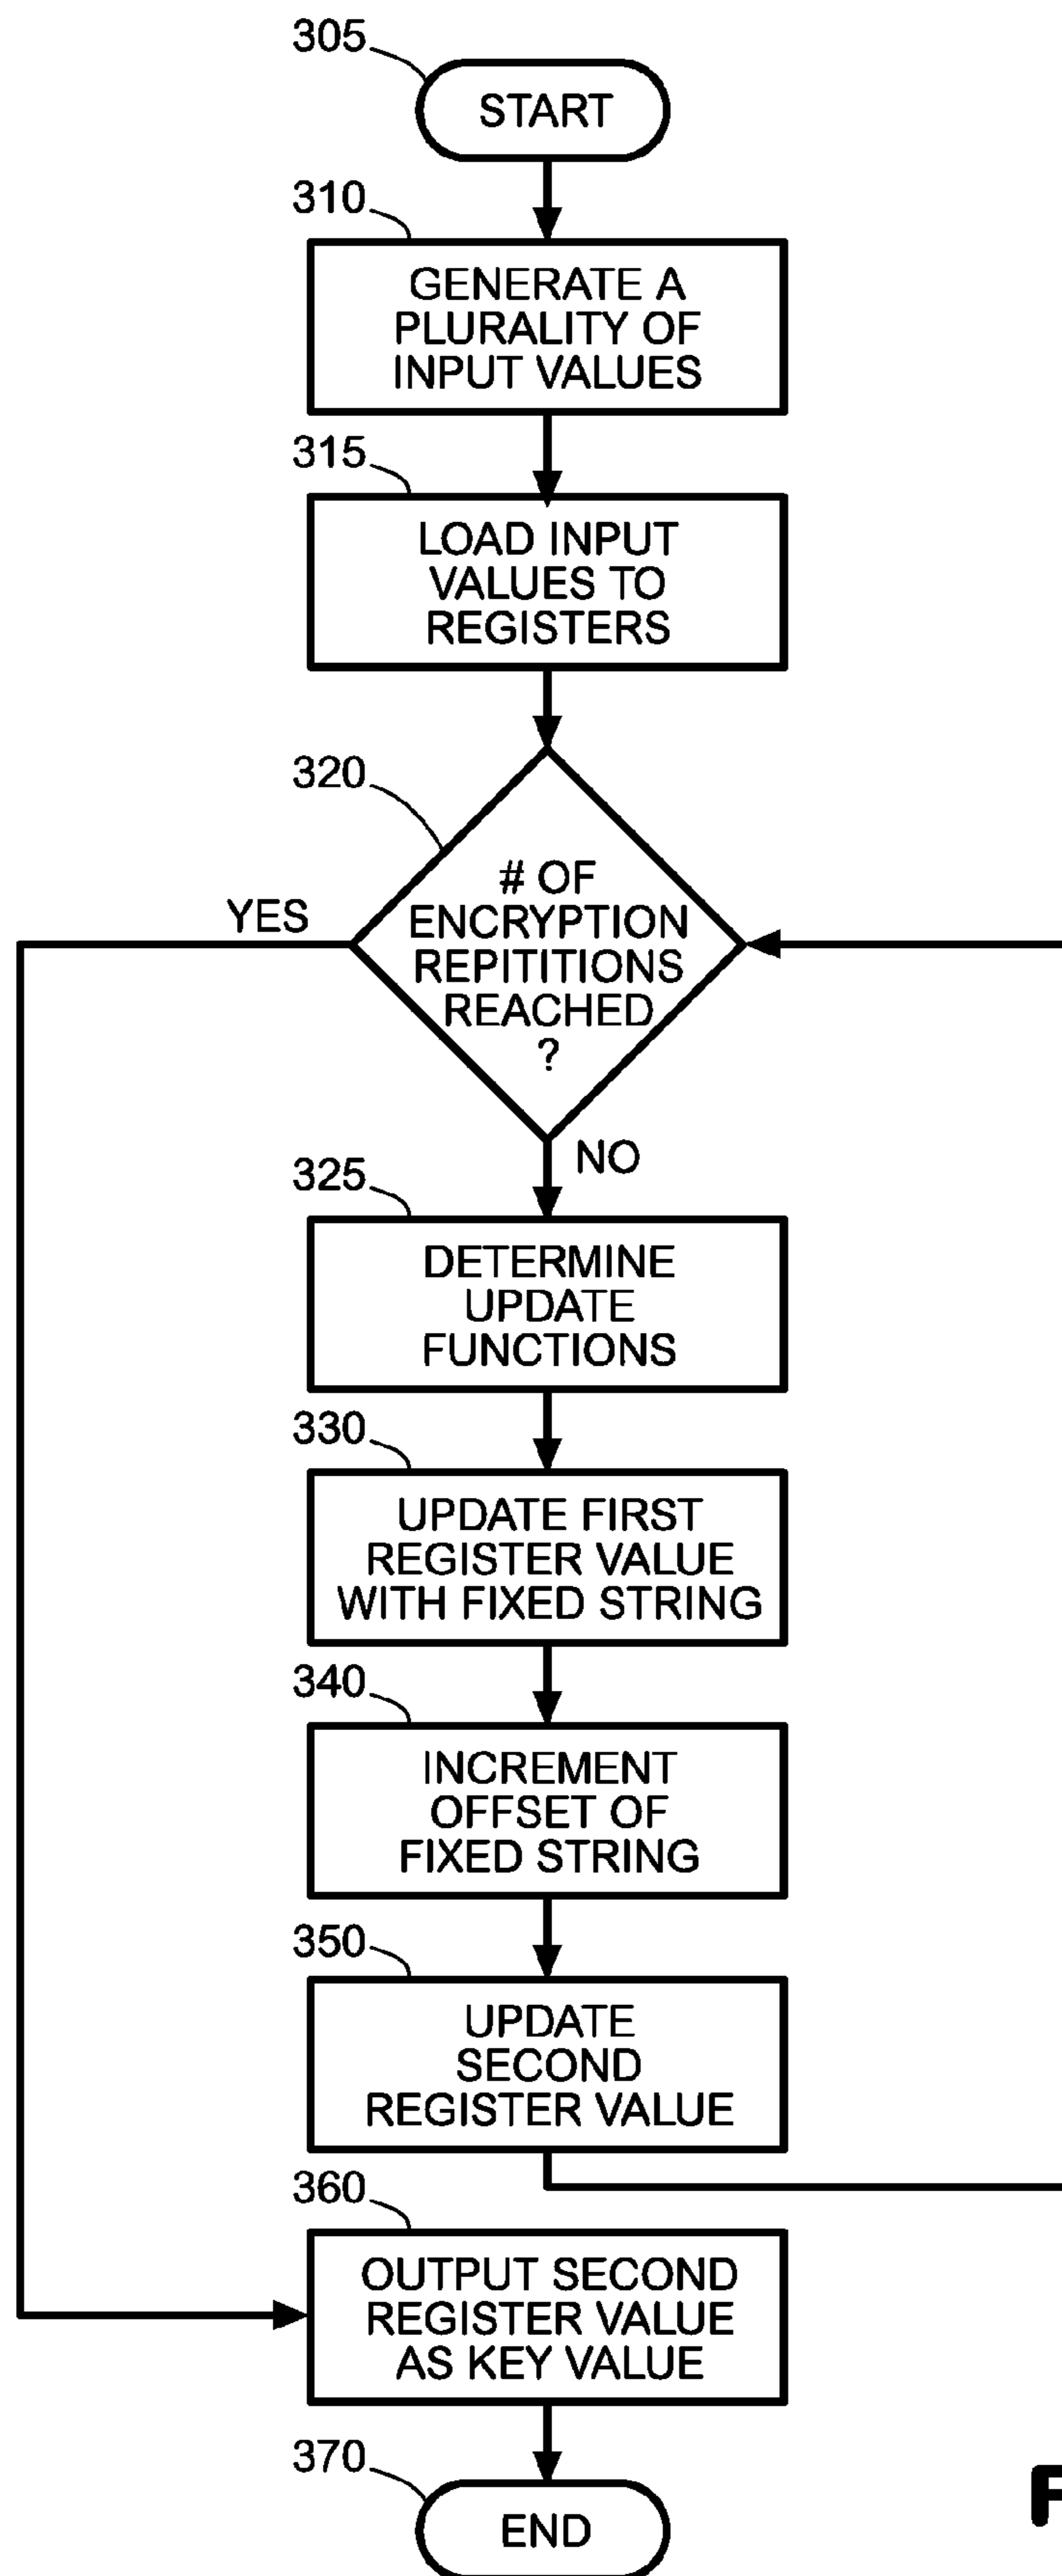 305
START
310
GENERATE A
PLURALITY OF
INPUT VALUES
315
LOAD INPUT
VALUES TO
REGISTERS
320
# OF
ENCRYPTION
REPITITIONS
REACHED
?
YES
NO
325
DETERMINE
UPDATE
FUNCTIONS
330
UPDATE FIRST
REGISTER VALUE
WITH FIXED STRING
340
INCREMENT
OFFSET OF
FIXED STRING
350
UPDATE
SECOND
REGISTER VALUE
360
OUTPUT SECOND
REGISTER VALUE
AS KEY VALUE
370
END